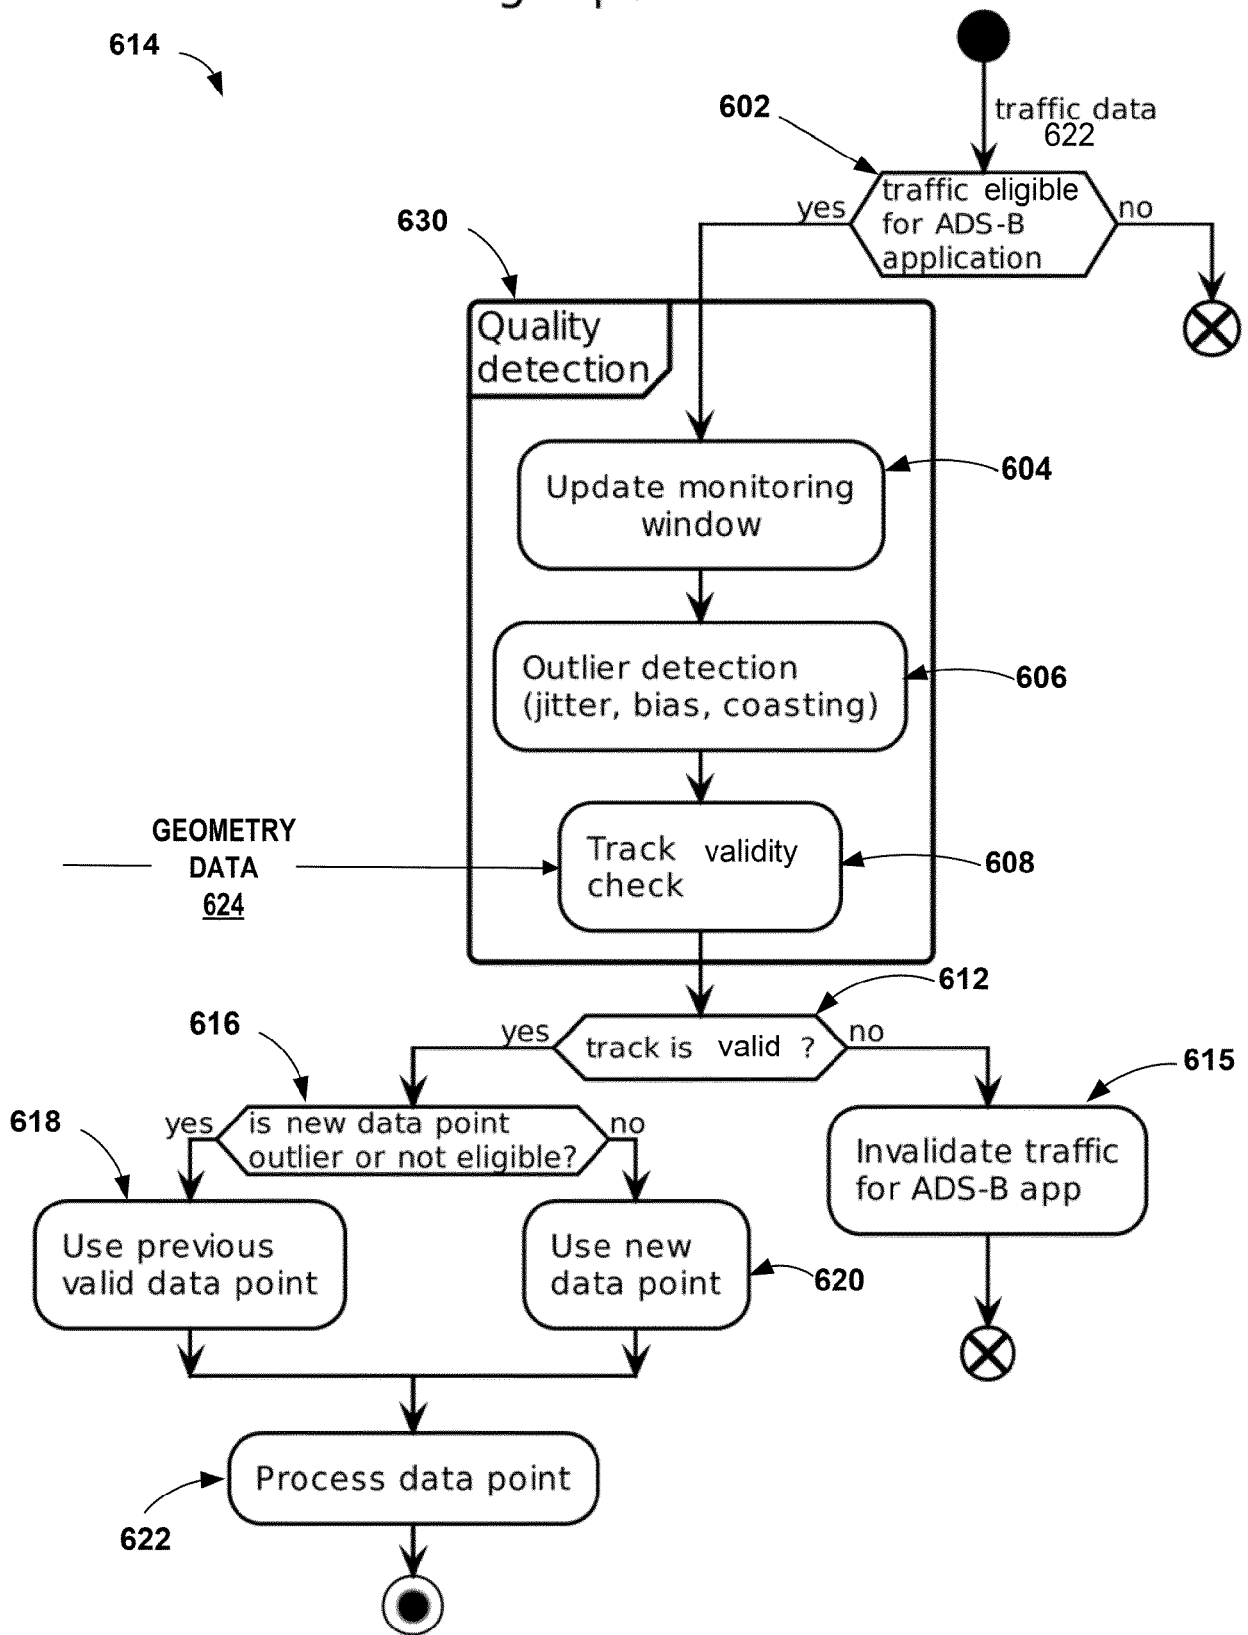 614
602
traffic data
622
traffic eligible
for ADS-B
application
yes
no
630
Quality
detection
Update monitoring
window
604
Outlier detection
(jitter, bias, coasting)
606
GEOMETRY
DATA
624
Track validity
check
608
612
616
yes
track is valid ?
no
615
618
yes
is new data point
outlier or not eligible?
no
Invalidate traffic
for ADS-B app
Use previous
valid data point
Use new
data point
620
Process data point
622